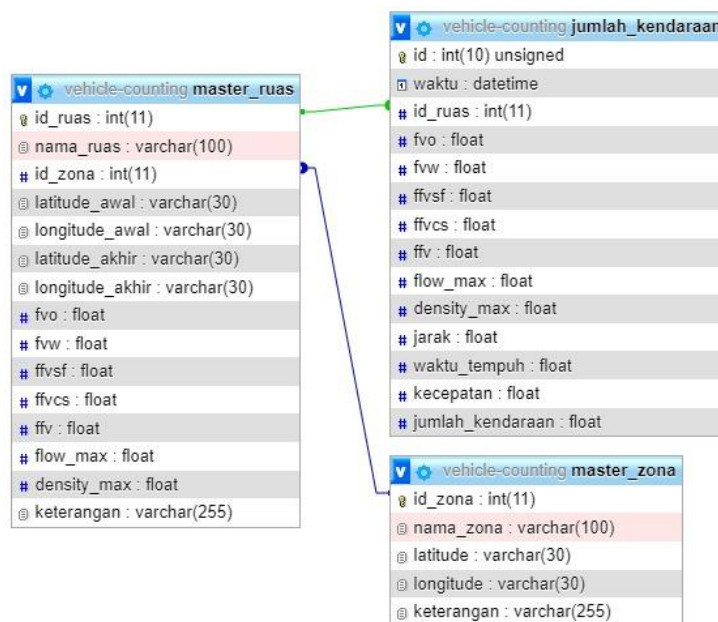 vehicle-counting master_ruas
id_ruas : int(11)
nama_ruas : varchar(100)
id_zona : int(11)
latitude_awal : varchar(30)
longitude_awal : varchar(30)
latitude_akhir : varchar(30)
longitude_akhir : varchar(30)
fvo : float
fvw : float
ffvsf : float
ffvcs : float
ffv : float
flow_max : float
density_max : float
keterangan : varchar(255)
vehicle-counting jumlah_kendaraan
id : int(10) unsigned
waktu : datetime
id_ruas : int(11)
fvo : float
fvw : float
ffvsf : float
ffvcs : float
ffv : float
flow_max : float
density_max : float
jarak : float
waktu_tempuh : float
kecepatan : float
jumlah_kendaraan : float
vehicle-counting master_zona
id_zona : int(11)
nama_zona : varchar(100)
latitude : varchar(30)
longitude : varchar(30)
keterangan : varchar(255)